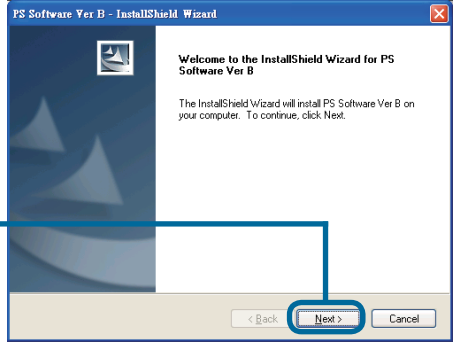 PS Software Ver B - InstallShield Wizard
Welcome to the InstallShield Wizard for PS
Software Ver B
The InstallShield Wizard will install PS Software Ver B on
your computer. To continue, click Next.
< Back Next > Cancel